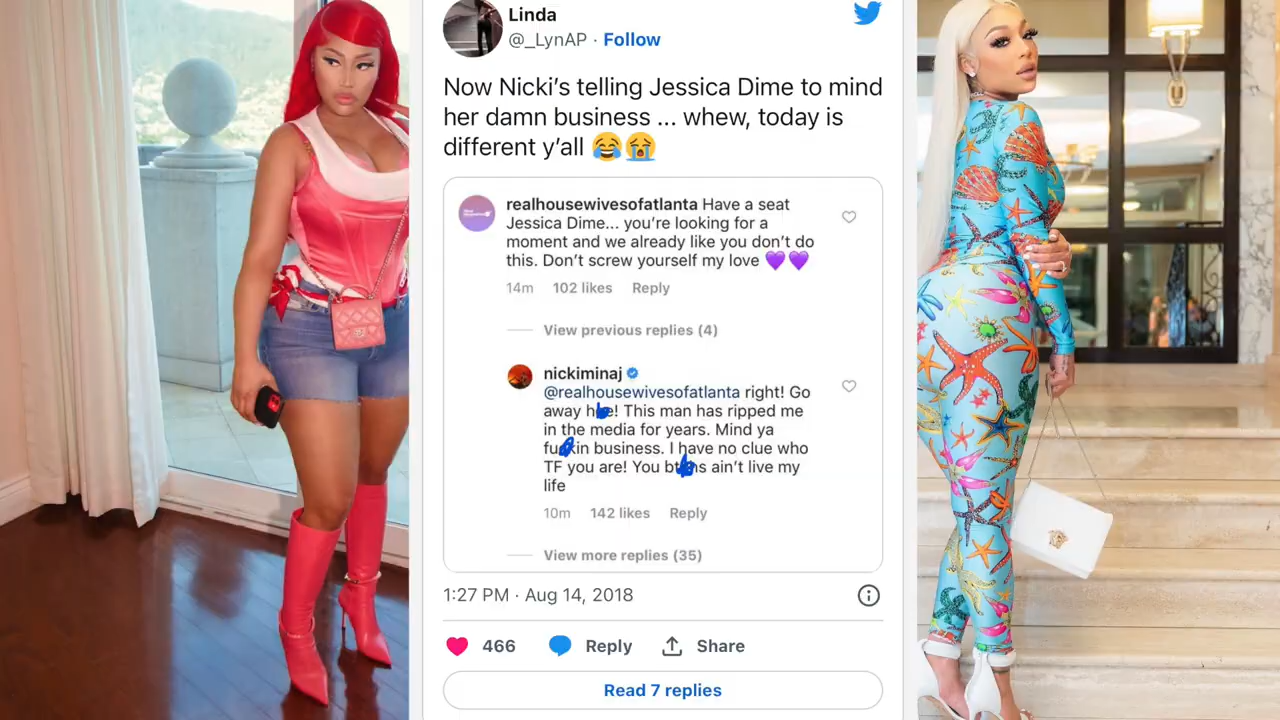 Linda
@_LynAP · Follow
Now Nicki’s telling Jessica Dime to mind
her damn business ... whew, today is
different y’all 😂😭
realhousewivesofatlanta Have a seat
Jessica Dime... you’re looking for a
moment and we already like you don’t do
this. Don’t screw yourself my love 💜💜
14m 102 likes Reply
View previous replies (4)
nickiminaj
@realhousewivesofatlanta right! Go
away h e! This man has ripped me
in the media for years. Mind ya
fu kin business. I have no clue who
TF you are! You bt s ain’t live my
life
10m 142 likes Reply
View more replies (35)
1:27 PM · Aug 14, 2018
466 Reply Share
Read 7 replies